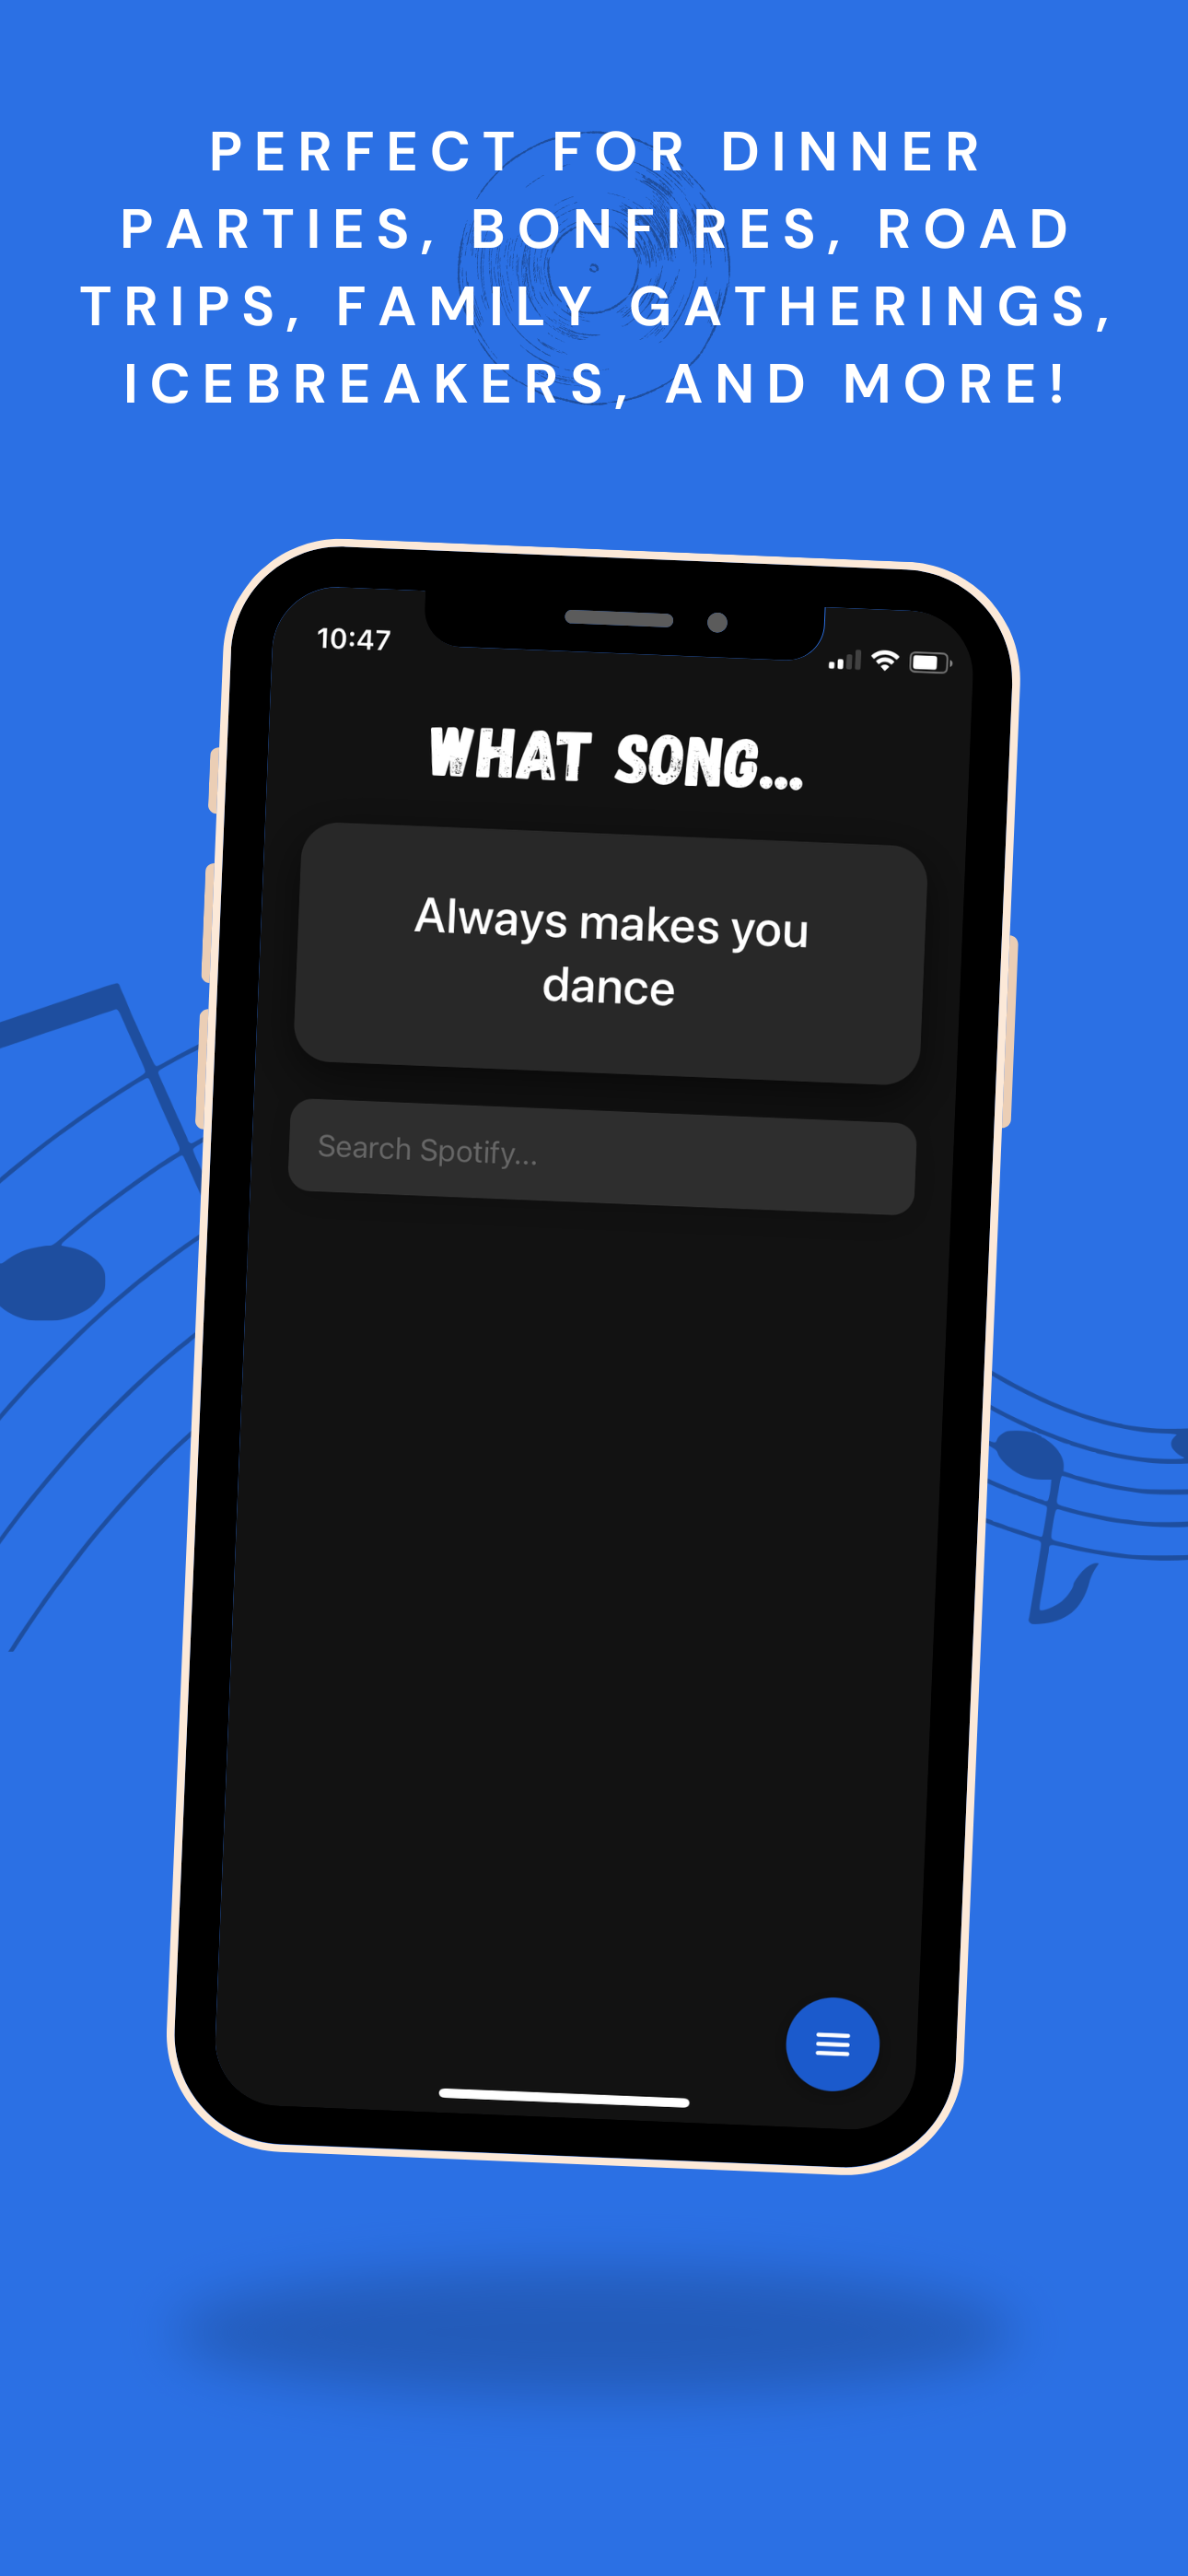 PERFECT FOR DINNER
PARTIES, BONFIRES, ROAD
TRIPS, FAMILY GATHERINGS,
ICEBREAKERS, AND MORE!
10:47
WHAT SONG...
Always makes you
dance
Search Spotify...